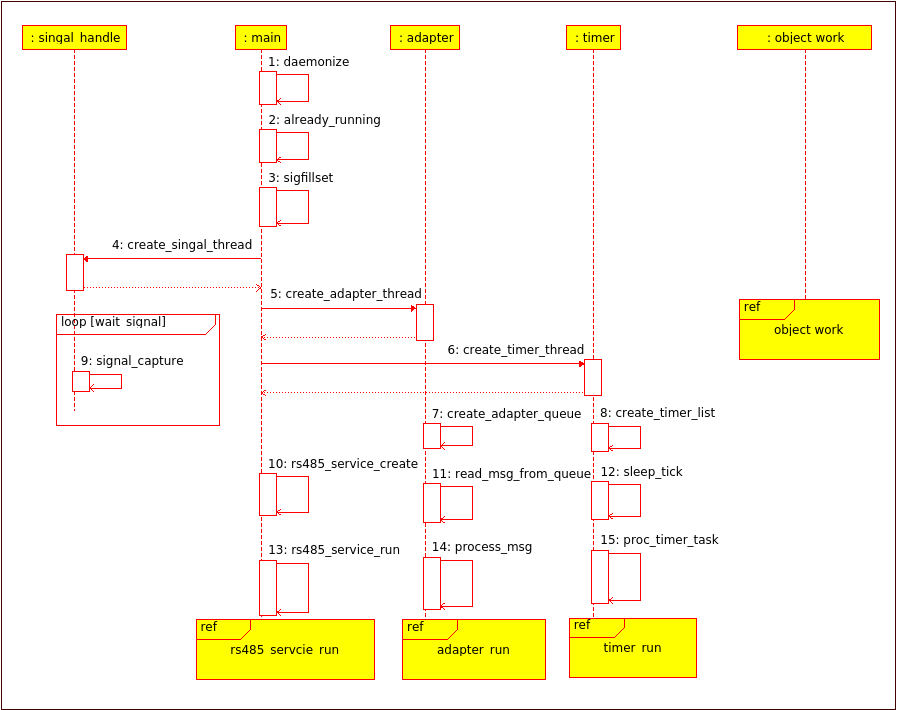 : singal_handle
: main
: adapter
: timer
: object work
1: daemonize
2: already_running
3: sigfillset
4: create_singal_thread
5: create_adapter_thread
ref
object work
loop [wait_signal]
6: create_timer_thread
9: signal_capture
7: create_adapter_queue
8: create_timer_list
10: rs485_service_create
11: read_msg_from_queue
12: sleep_tick
13: rs485_service_run
14: process_msg
15: proc_timer_task
ref
rs485_servcie_run
ref
adapter_run
ref
timer_run